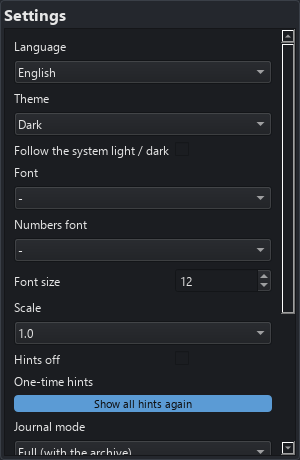 Settings
Language
English
Theme
Dark
Follow the system light / dark
Font
-
Numbers font
-
Font size
12
Scale
1.0
Hints off
One-time hints
Show all hints again
Journal mode
Full (with the archive)